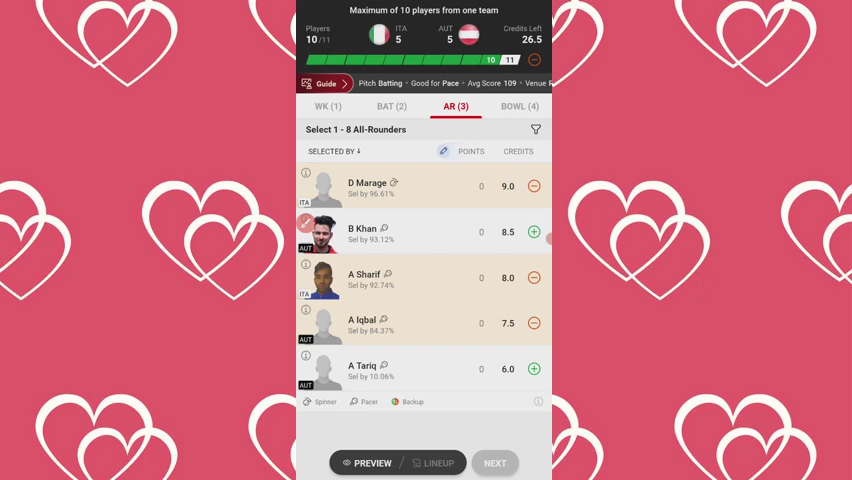 Maximum of 10 players from one team
Players
10/11
ITA
5
AUT
5
Credits Left
26.5
10
11
Guide
Pitch Batting • Good for Pace • Avg Score 109 • Venue
WK (1)
BAT (2)
AR (3)
BOWL (4)
Select 1 - 8 All-Rounders
SELECTED BY
POINTS
CREDITS
D Marage
Sel by 96.61%
ITA
0
9.0
B Khan
Sel by 93.12%
AUT
0
8.5
A Sharif
Sel by 92.74%
ITA
0
8.0
A Iqbal
Sel by 84.37%
AUT
0
7.5
A Tariq
Sel by 10.06%
AUT
0
6.0
Spinner
Pacer
Backup
PREVIEW / LINEUP
NEXT